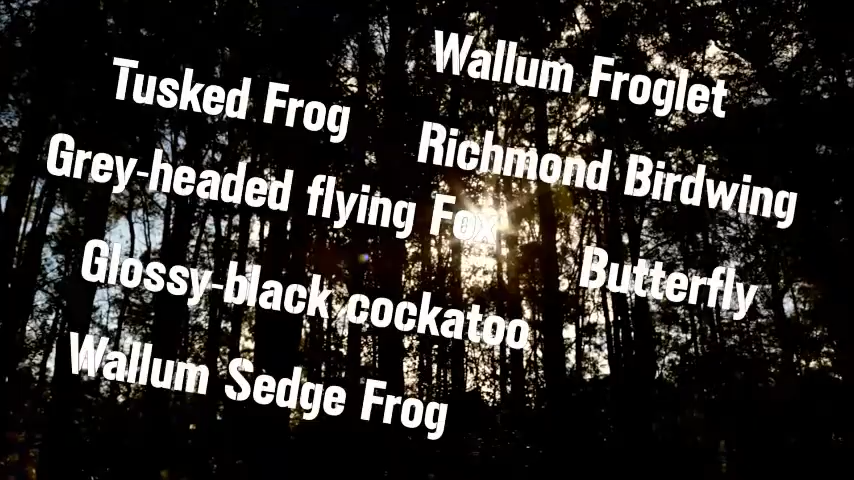 Tusked Frog
Grey-headed flying Fox
Glossy-black cockatoo
Wallum Sedge Frog
Wallum Froglet
Richmond Birdwing
Butterfly